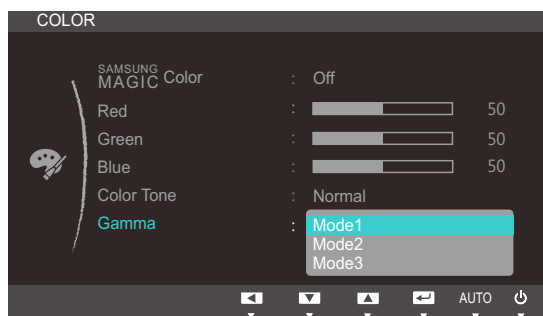 COLOR
SAMSUNG
MAGIC Color : Off
Red : 50
Green : 50
Blue : 50
Color Tone : Normal
Gamma : Mode1
Mode2
Mode3
AUTO